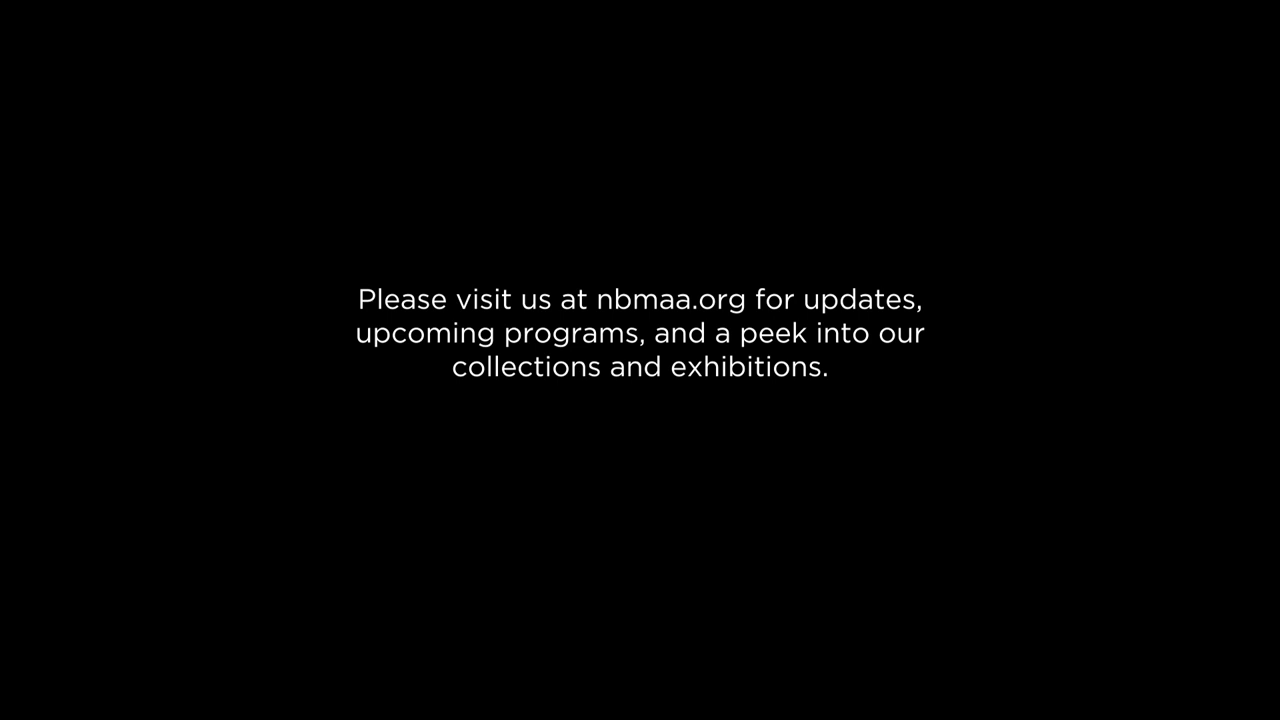 Please visit us at nbmaa.org for updates,
upcoming programs, and a peek into our
collections and exhibitions.